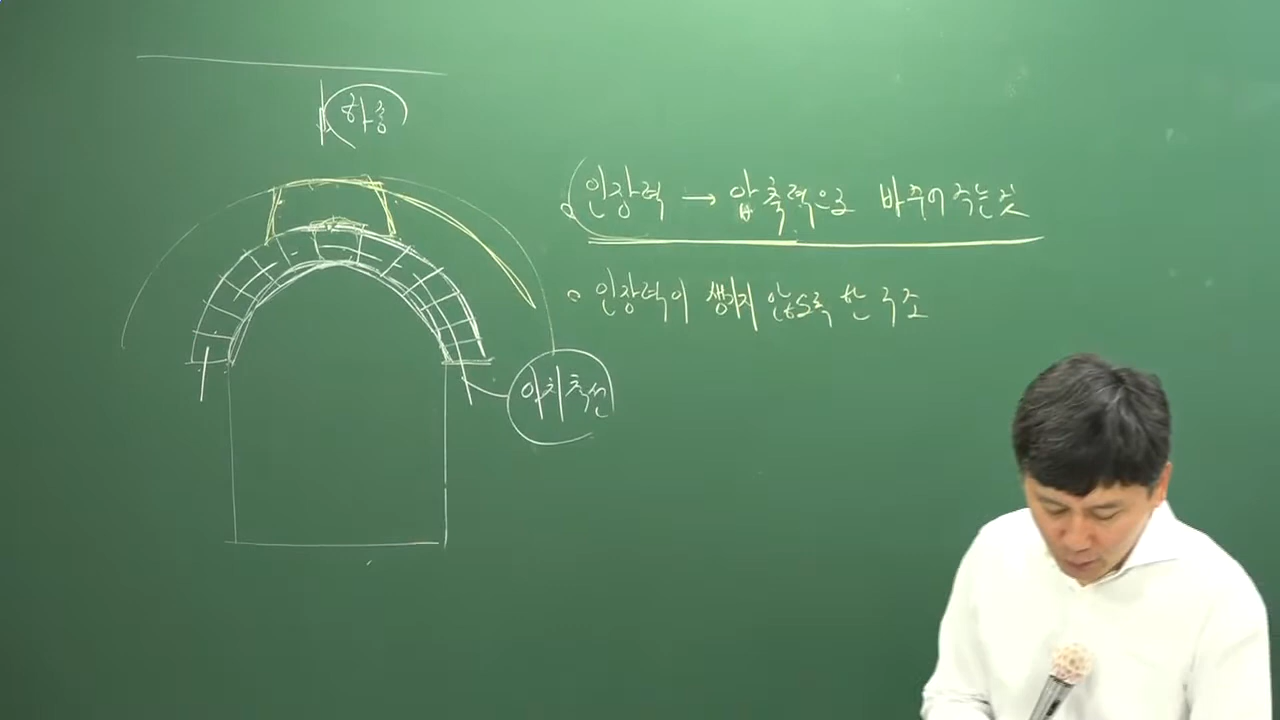 하중
인장력 → 압축력으로 바꾸어 주는 것
인장력이 생기지 않도록 한 구조
아치 축선